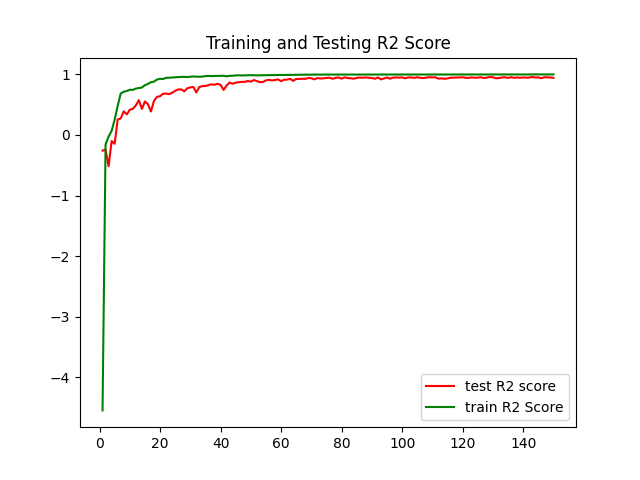 Training and Testing R2 Score
1
0
−1
−2
−3
−4
0 20 40 60 80 100 120 140
test R2 score
train R2 Score